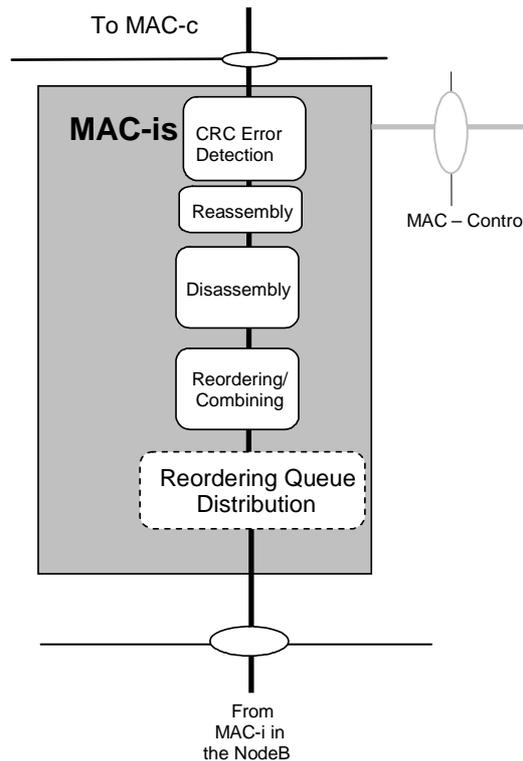 To MAC-c
MAC-is
CRC Error
Detection
Reassembly
MAC – Contro
Disassembly
Reordering/
Combining
Reordering Queue
Distribution
From
MAC-i in
the NodeB